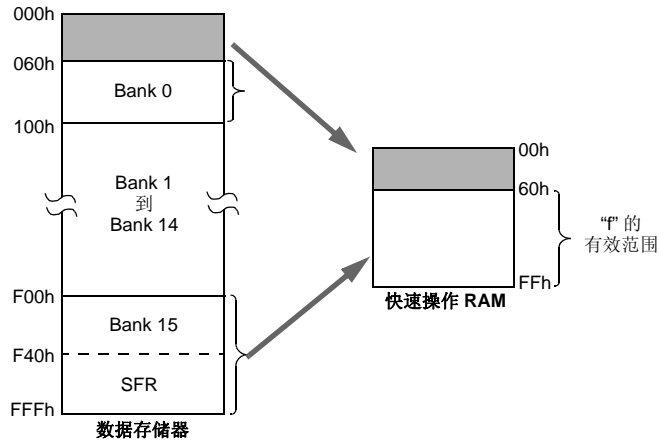 000h
060h
Bank 0
100h
Bank 1
到
Bank 14
F00h
Bank 15
F40h
SFR
FFFh
数据存储器
00h
60h
FFh
快速操作 RAM
“f” 的
有效范围